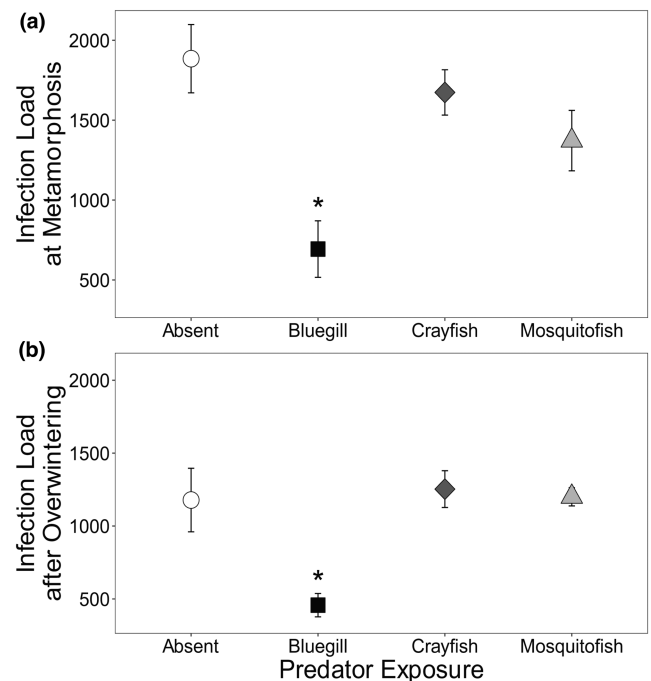 (a)
Infection Load
at Metamorphosis
2000
1500
1000
500
*
Absent
Bluegill
Crayfish
Mosquitofish
(b)
Infection Load
after Overwintering
2000
1500
1000
500
*
Absent
Bluegill
Crayfish
Mosquitofish
Predator Exposure